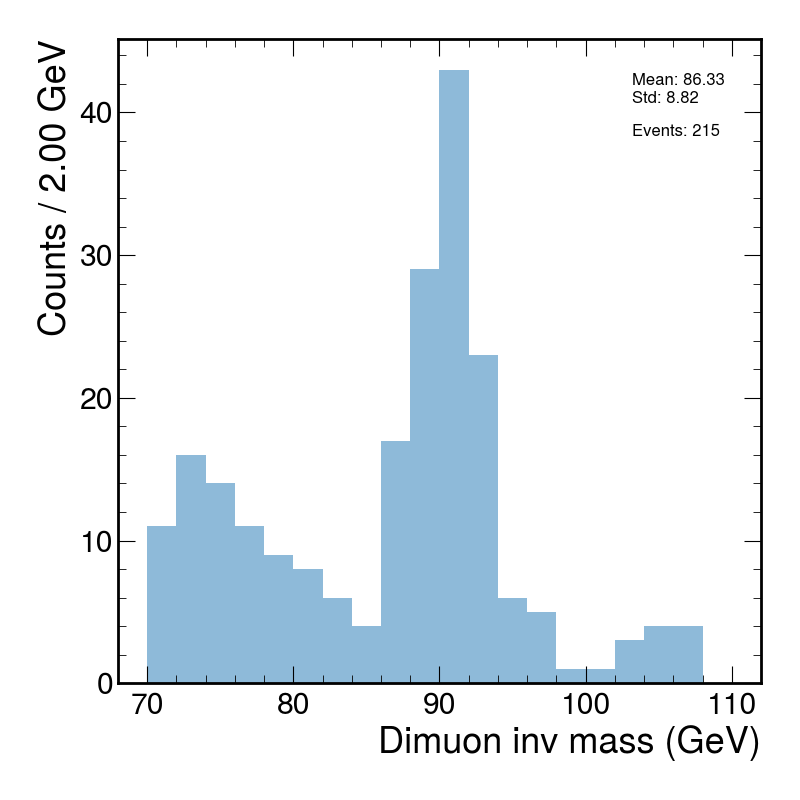 Counts / 2.00 GeV
40
30
20
10
0
Mean: 86.33
Std: 8.82
Events: 215
70 80 90 100 110
Dimuon inv mass (GeV)